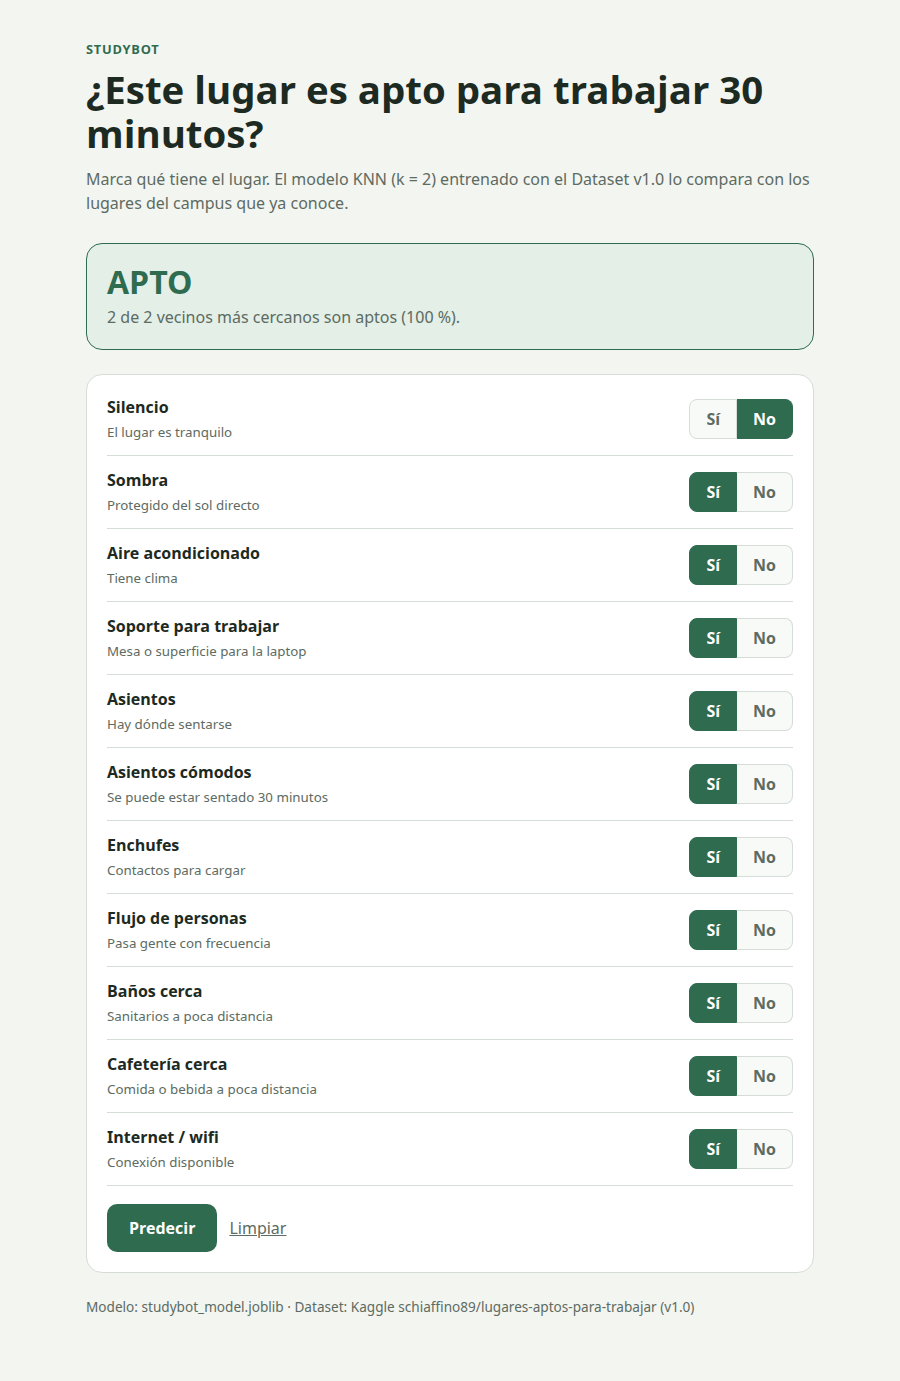 STUDYBOT
¿Este lugar es apto para trabajar 30
minutos?
Marca qué tiene el lugar. El modelo KNN (k = 2) entrenado con el Dataset v1.0 lo compara con los
lugares del campus que ya conoce.
APTO
2 de 2 vecinos más cercanos son aptos (100 %).
Silencio
El lugar es tranquilo
Sí No
Sombra
Protegido del sol directo
Sí No
Aire acondicionado
Tiene clima
Sí No
Soporte para trabajar
Mesa o superficie para la laptop
Sí No
Asientos
Hay dónde sentarse
Sí No
Asientos cómodos
Se puede estar sentado 30 minutos
Sí No
Enchufes
Contactos para cargar
Sí No
Flujo de personas
Pasa gente con frecuencia
Sí No
Baños cerca
Sanitarios a poca distancia
Sí No
Cafetería cerca
Comida o bebida a poca distancia
Sí No
Internet / wifi
Conexión disponible
Sí No
Predecir Limpiar
Modelo: studybot_model.joblib · Dataset: Kaggle schiaffino89/lugares-aptos-para-trabajar (v1.0)